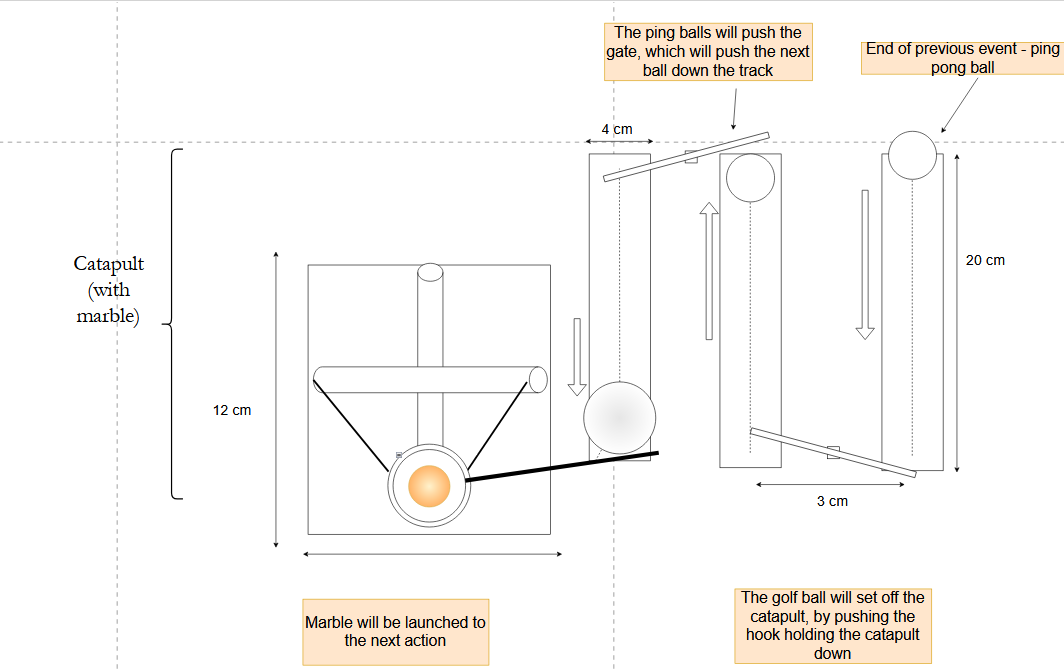 The ping balls will push the
gate, which will push the next
ball down the track
End of previous event - ping
pong ball
4 cm
Catapult
(with
marble)
20 cm
12 cm
3 cm
Marble will be launched to
the next action
The golf ball will set off the
catapult, by pushing the
hook holding the catapult
down